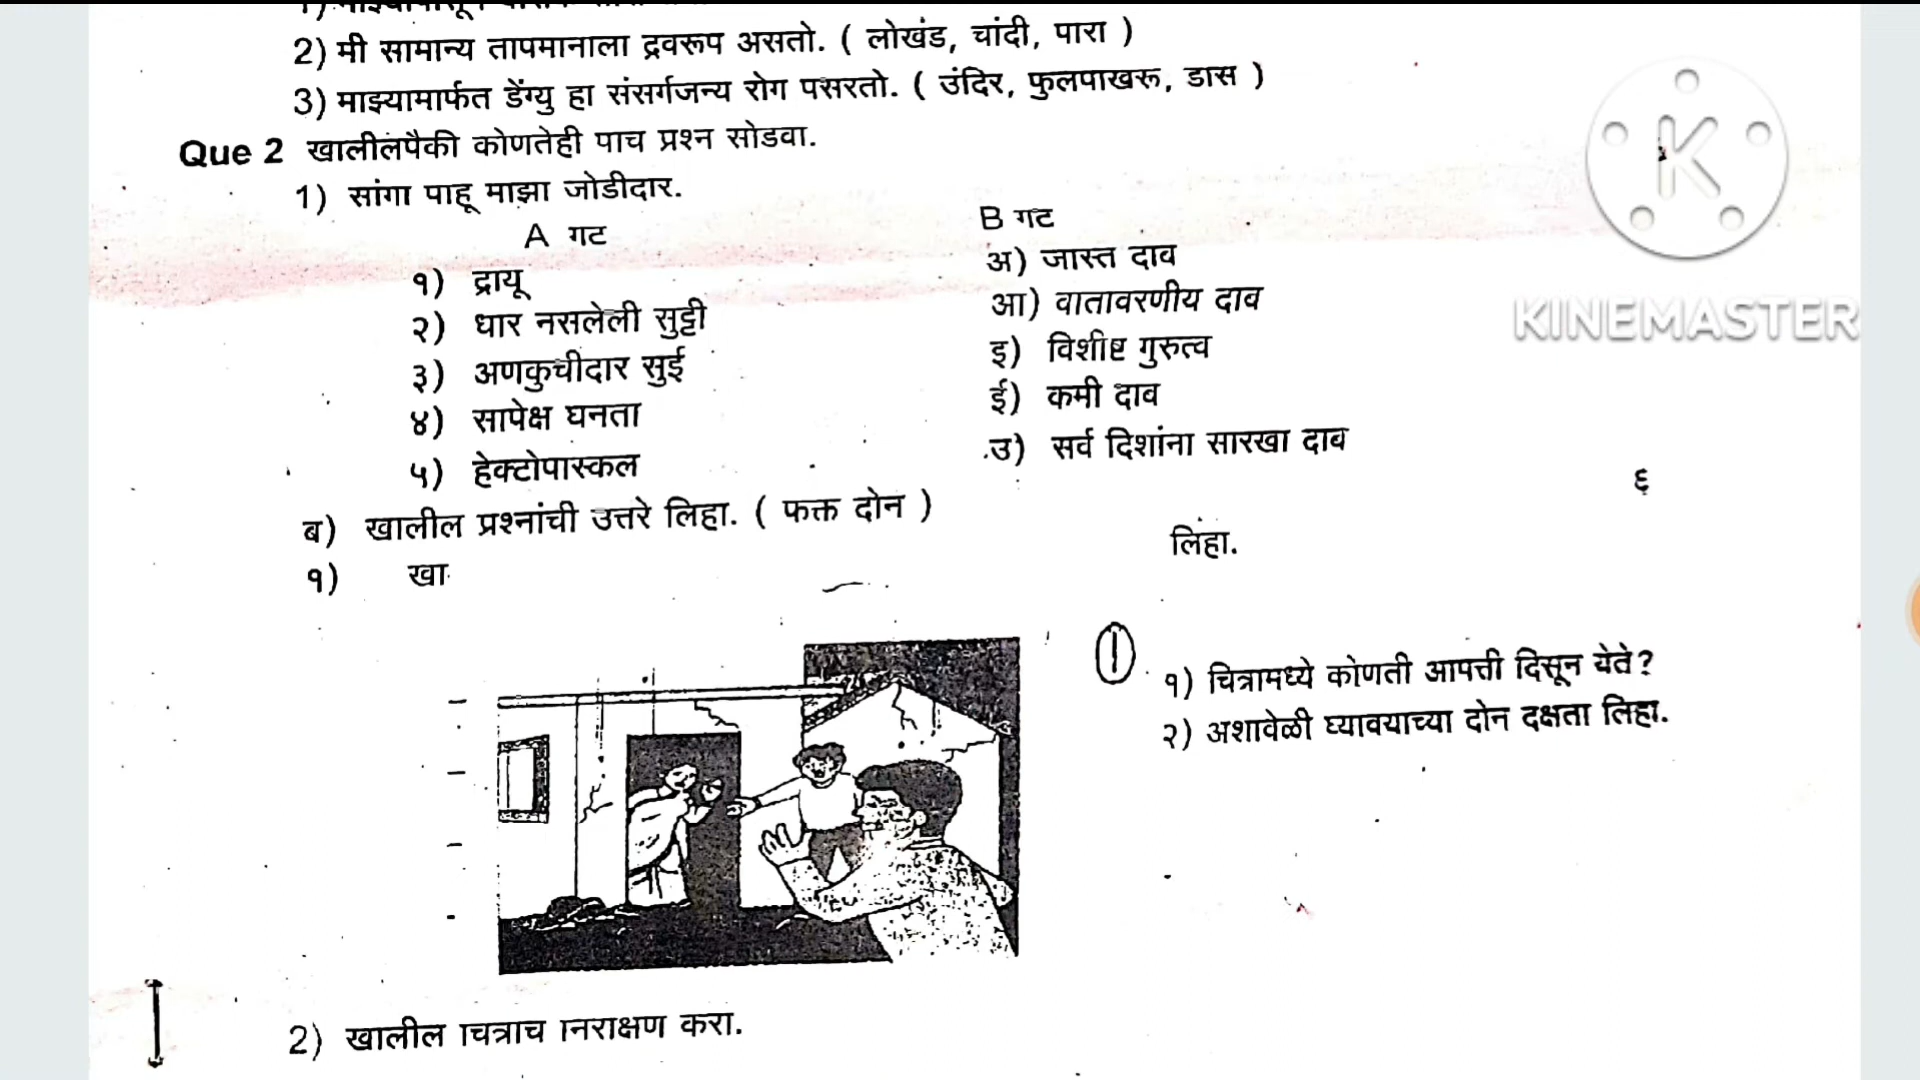 2) मी सामान्य तापमानाला द्रवरूप असतो. ( लोखंड, चांदी, पारा )
3) माझ्यामार्फत डेंग्यु हा संसर्गजन्य रोग पसरतो. ( उंदिर, फुलपाखरू, डास )
Que 2 खालीलपैकी कोणतेही पाच प्रश्न सोडवा.
1) सांगा पाहू माझा जोडीदार.
A गट
B गट
१) द्रायू
अ) जास्त दाब
२) धार नसलेली सुट्टी
आ) वातावरणीय दाब
३) अणकुचीदार सुई
इ) विशीष्ट गुरुत्व
४) सापेक्ष घनता
ई) कमी दाब
५) हेक्टोपास्कल
उ) सर्व दिशांना सारखा दाब
६
ब) खालील प्रश्नांची उत्तरे लिहा. ( फक्त दोन )
१) खा
लिहा.
1
१) चित्रामध्ये कोणती आपत्ती दिसून येते?
२) अशावेळी घ्यावयाच्या दोन दक्षता लिहा.
2) खालील चित्राच निराक्षण करा.
K
KINEMASTER